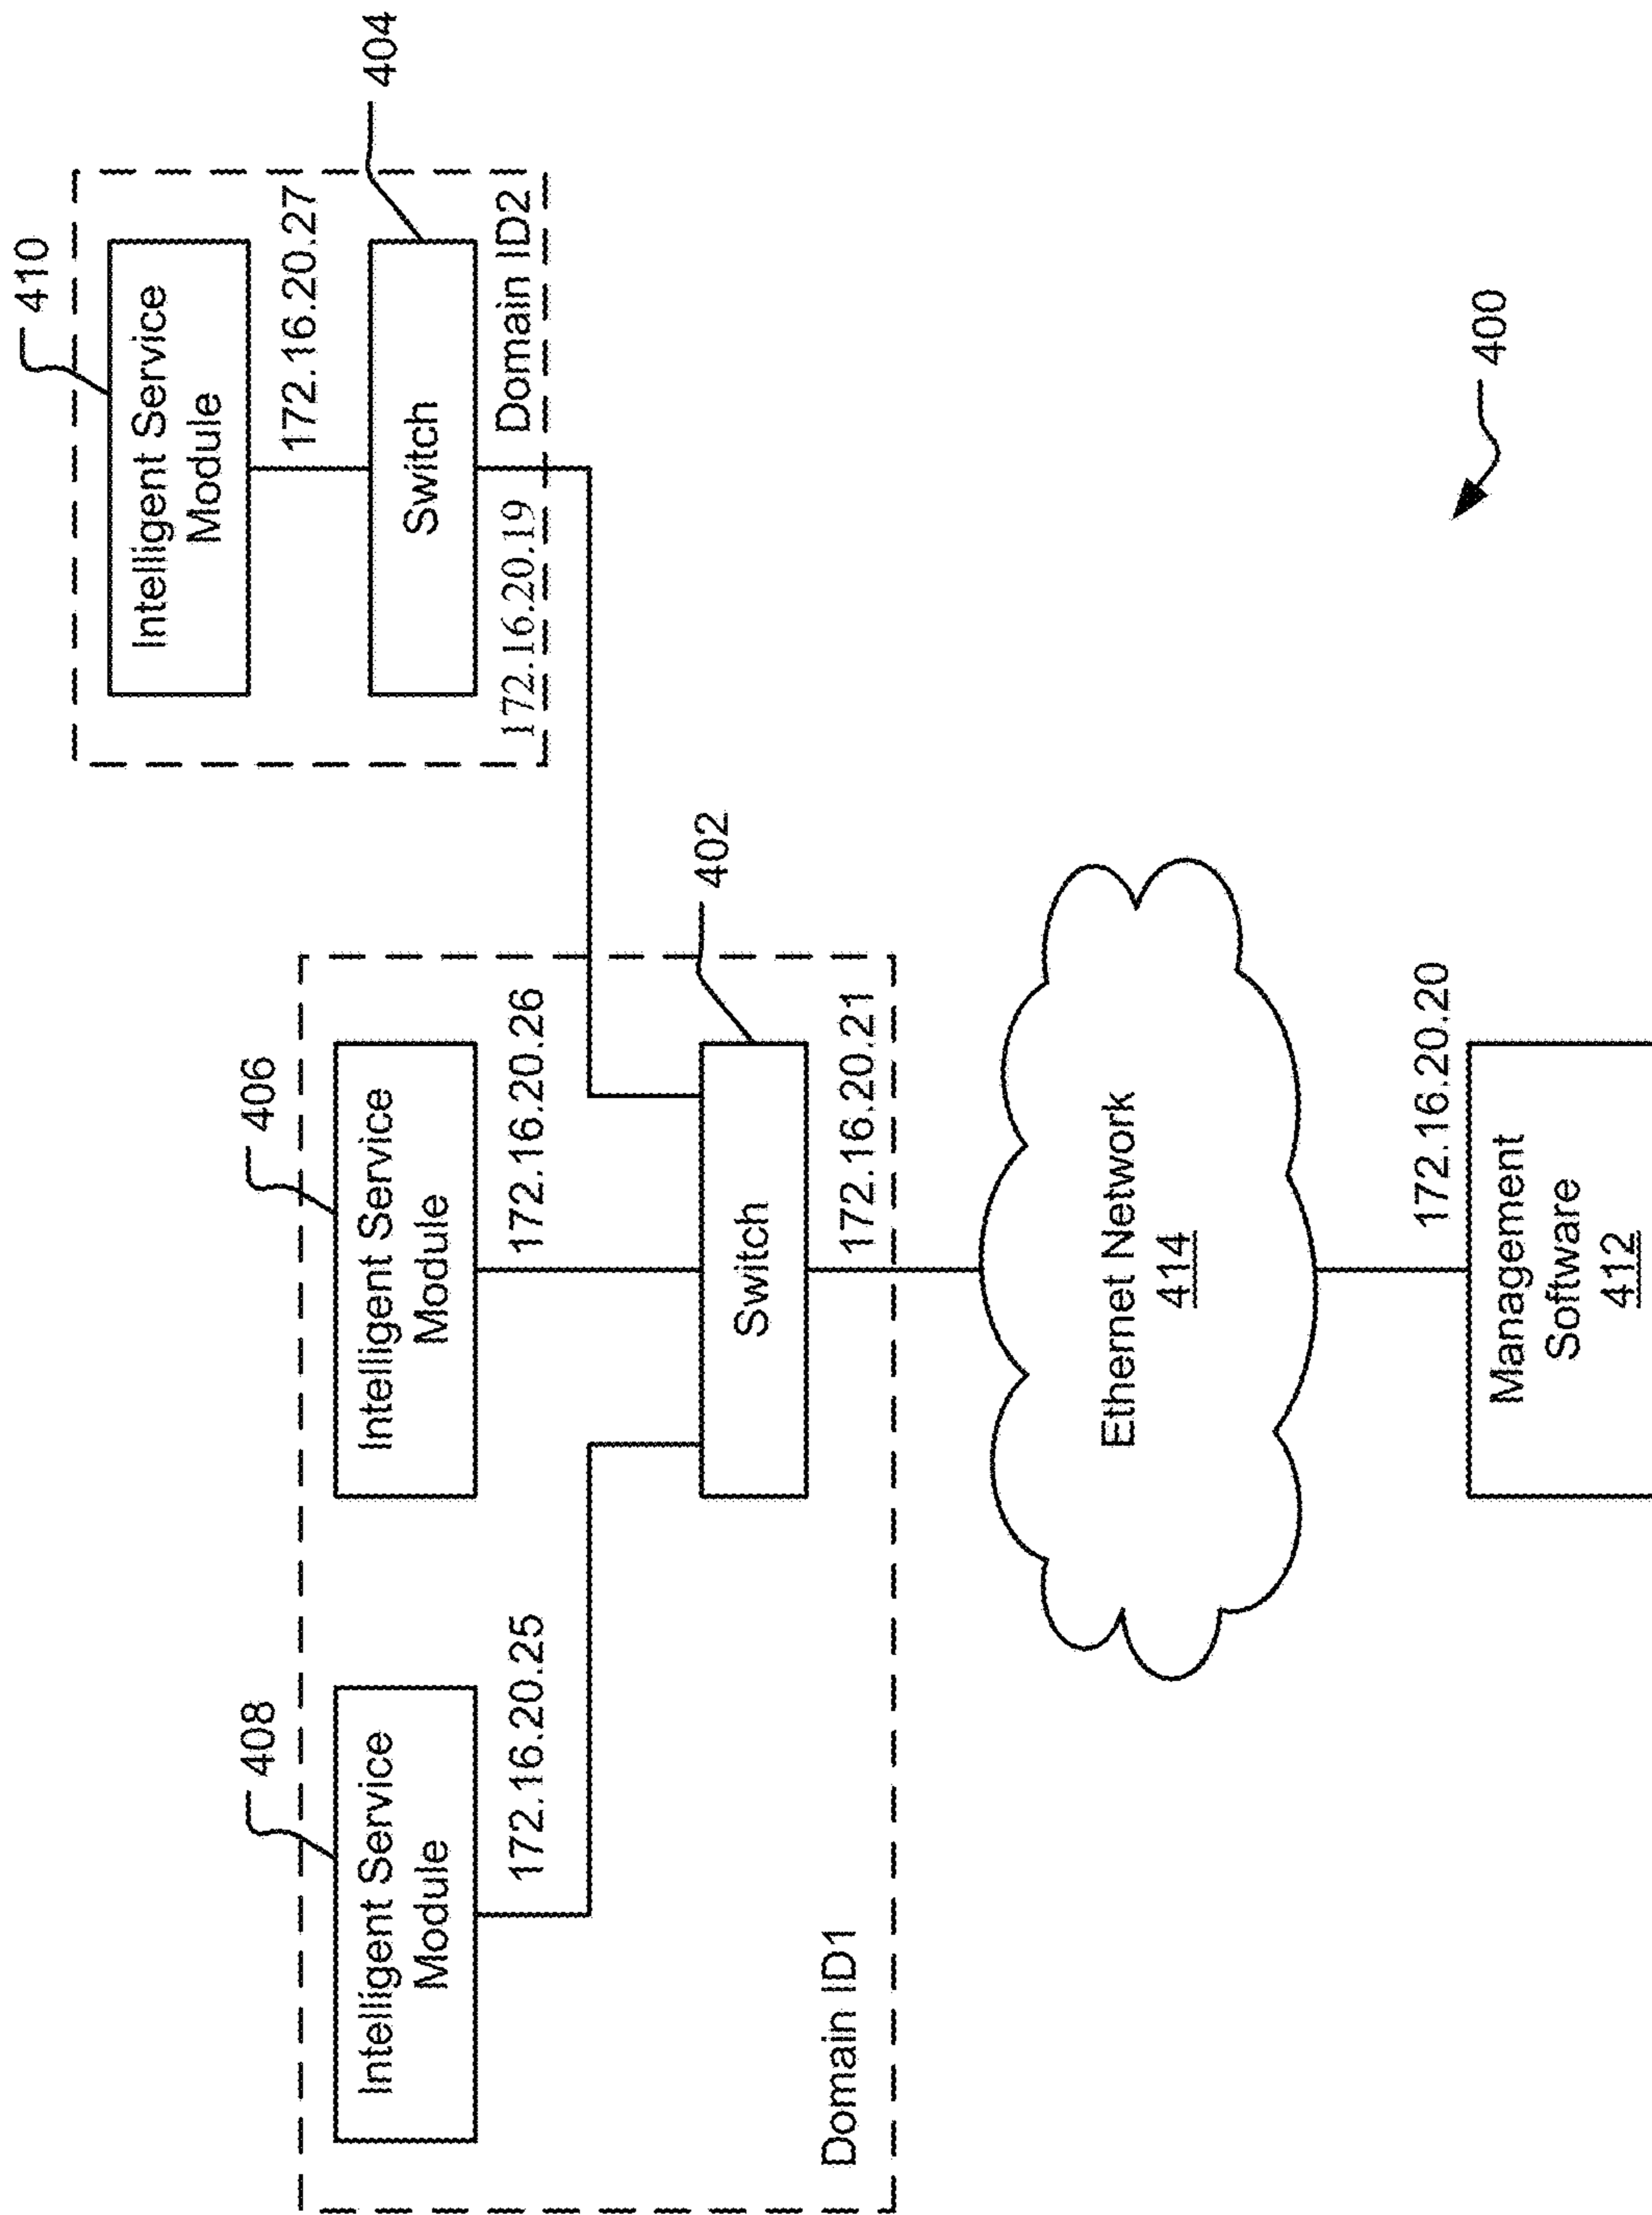 410
Intelligent Service
Module
172.16.20.27
404
Switch
172.16.20.19
Domain ID2
408
Intelligent Service
Module
172.16.20.25
406
Intelligent Service
Module
172.16.20.26
402
Switch
172.16.20.21
Domain ID1
Ethernet Network
414
172.16.20.20
Management
Software
412
400